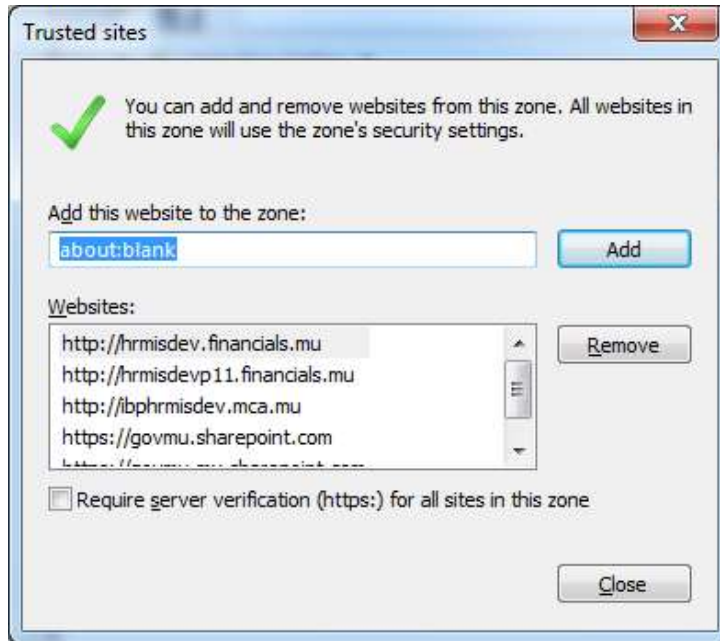 Trusted sites
You can add and remove websites from this zone. All websites in
this zone will use the zone's security settings.
Add this website to the zone:
about:blank
Add
Websites:
http://hrmisdev.financials.mu
Remove
http://hrmisdevp11.financials.mu
http://ibphrmisdev.mca.mu
https://govmu.sharepoint.com
Require server verification (https:) for all sites in this zone
Close